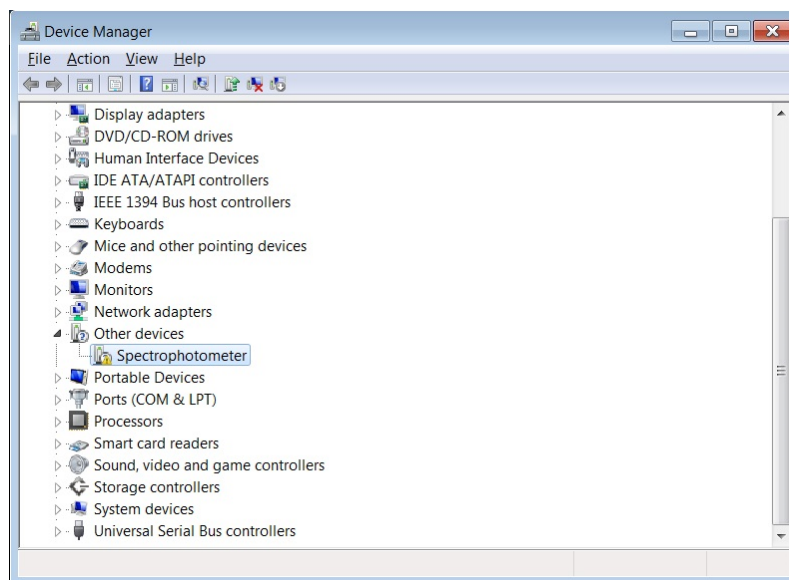 Device Manager
File Action View Help
Display adapters
DVD/CD-ROM drives
Human Interface Devices
IDE ATA/ATAPI controllers
IEEE 1394 Bus host controllers
Keyboards
Mice and other pointing devices
Modems
Monitors
Network adapters
Other devices
Spectrophotometer
Portable Devices
Ports (COM & LPT)
Processors
Smart card readers
Sound, video and game controllers
Storage controllers
System devices
Universal Serial Bus controllers